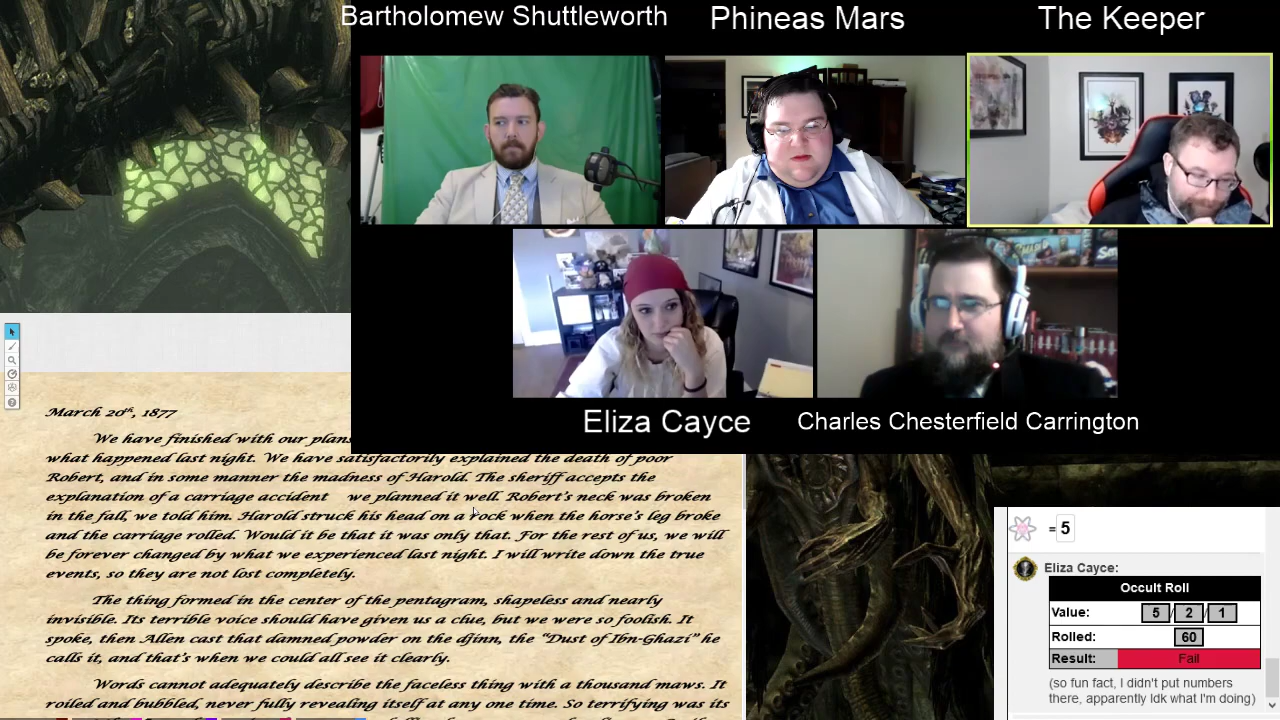 Bartholomew Shuttleworth
Phineas Mars
The Keeper
Eliza Cayce
Charles Chesterfield Carrington
March 20th, 1877
We have finished with our plans
what happened last night. We have satisfactorily explained the death of poor
Robert, and in some manner the madness of Harold. The sheriff accepts the
explanation of a carriage accident we planned it well. Robert's neck was broken
in the fall, we told him. Harold struck his head on a rock when the horse's leg broke
and the carriage rolled. Would it be that it was only that. For the rest of us, we will
be forever changed by what we experienced last night. I will write down the true
events, so they are not lost completely.
The thing formed in the center of the pentagram, shapeless and nearly
invisible. Its terrible voice should have given us a clue, but we were so foolish. It
spoke, then Allen cast that damned powder on the djinn, the "Dust of Ibn-Ghazi" he
calls it, and that's when we could all see it clearly.
Words cannot adequately describe the faceless thing with a thousand maws. It
roiled and bubbled, never fully revealing itself at any one time. So terrifying was its
= 5
Eliza Cayce:
Occult Roll
Value: 5 / 2 / 1
Rolled: 60
Result: Fail
(so fun fact, I didn't put numbers
there, apparently Idk what I'm doing)